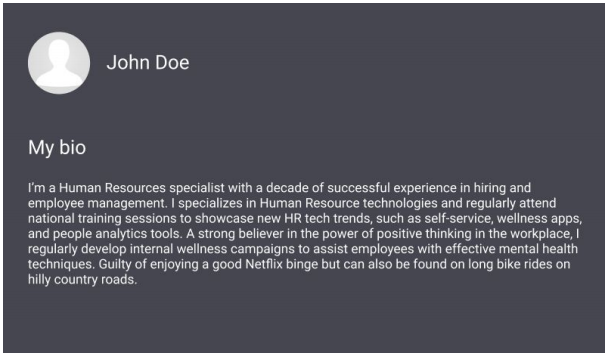 John Doe
My bio
I'm a Human Resources specialist with a decade of successful experience in hiring and
employee management. I specializes in Human Resource technologies and regularly attend
national training sessions to showcase new HR tech trends, such as self-service, wellness apps,
and people analytics tools. A strong believer in the power of positive thinking in the workplace, I
regularly develop internal wellness campaigns to assist employees with effective mental health
techniques. Guilty of enjoying a good Netflix binge but can also be found on long bike rides on
hilly country roads.